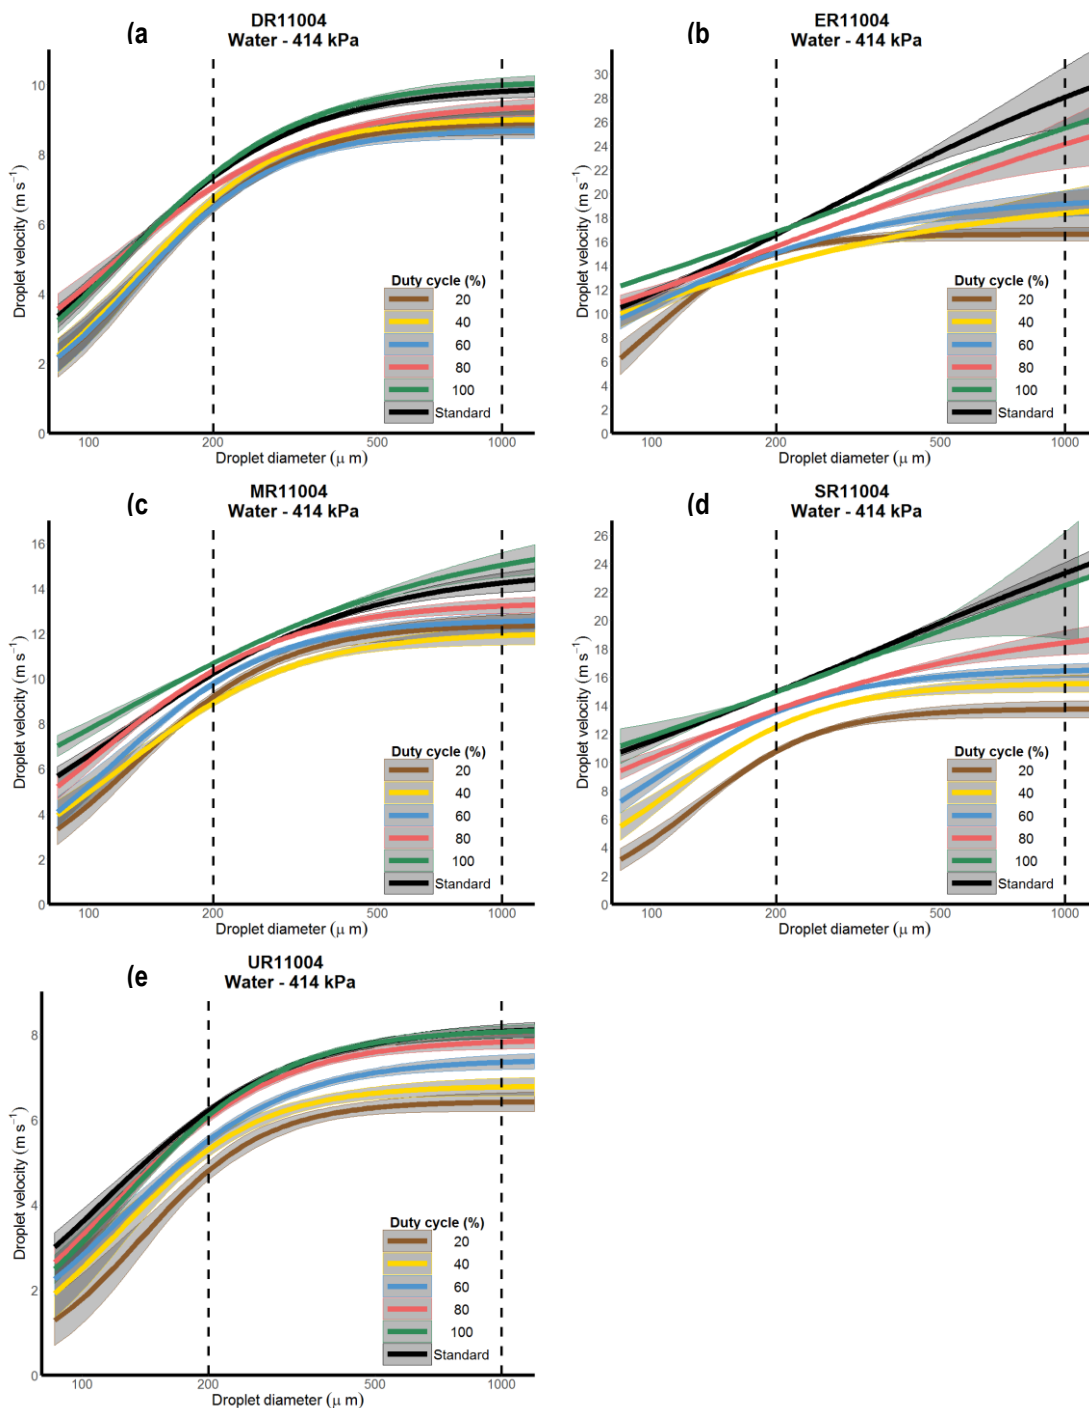 (a
DR11004
Water - 414 kPa
Droplet velocity (m s⁻¹)
10
8
6
4
2
0
Duty cycle (%)
20
40
60
80
100
Standard
100
200
500
1000
Droplet diameter (μ m)
(b
ER11004
Water - 414 kPa
Droplet velocity (m s⁻¹)
30
28
26
24
22
20
18
16
14
12
10
8
6
4
2
0
Duty cycle (%)
20
40
60
80
100
Standard
100
200
500
1000
Droplet diameter (μ m)
(c
MR11004
Water - 414 kPa
Droplet velocity (m s⁻¹)
16
14
12
10
8
6
4
2
0
Duty cycle (%)
20
40
60
80
100
Standard
100
200
500
1000
Droplet diameter (μ m)
(d
SR11004
Water - 414 kPa
Droplet velocity (m s⁻¹)
26
24
22
20
18
16
14
12
10
8
6
4
2
0
Duty cycle (%)
20
40
60
80
100
Standard
100
200
500
1000
Droplet diameter (μ m)
(e
UR11004
Water - 414 kPa
Droplet velocity (m s⁻¹)
8
6
4
2
0
Duty cycle (%)
20
40
60
80
100
Standard
100
200
500
1000
Droplet diameter (μ m)